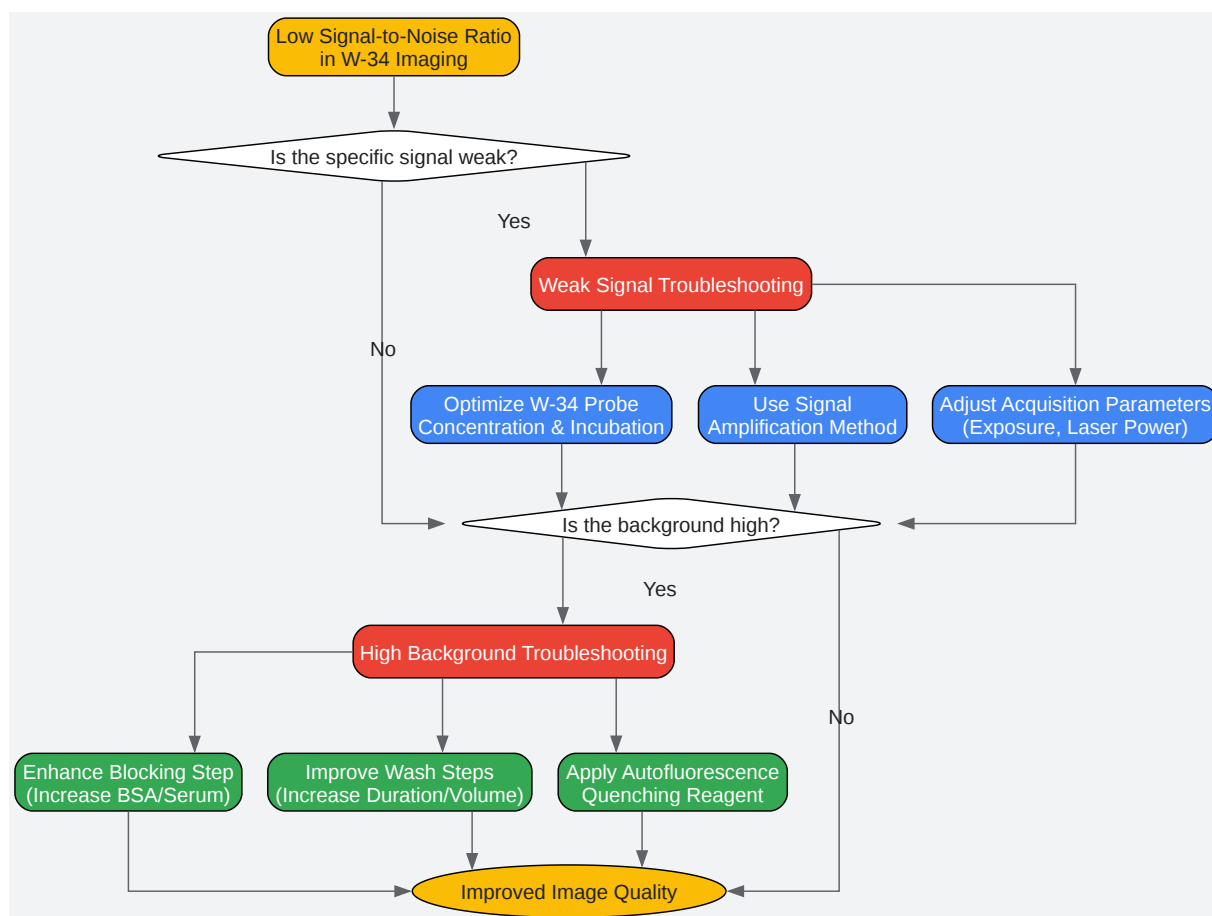 Low Signal-to-Noise Ratio
in W-34 Imaging
Is the specific signal weak?
Yes
Weak Signal Troubleshooting
No
Optimize W-34 Probe
Concentration & Incubation
Use Signal
Amplification Method
Adjust Acquisition Parameters
(Exposure, Laser Power)
Is the background high?
Yes
High Background Troubleshooting
No
Enhance Blocking Step
(Increase BSA/Serum)
Improve Wash Steps
(Increase Duration/Volume)
Apply Autofluorescence
Quenching Reagent
Improved Image Quality